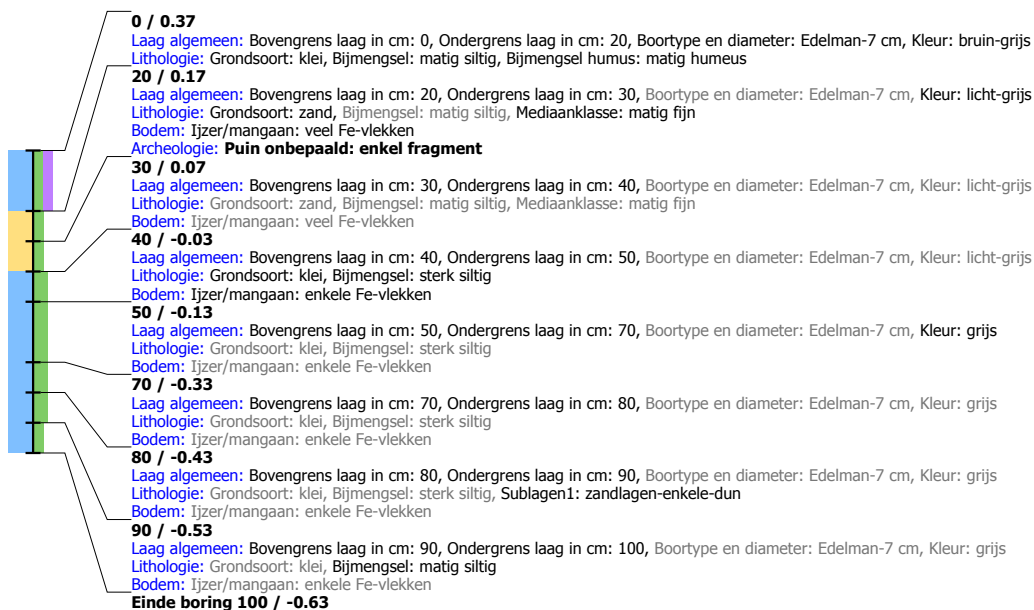 0 / 0.37
Laag algemeen: Bovengrens laag in cm: 0, Ondergrens laag in cm: 20, Boortype en diameter: Edelman-7 cm, Kleur: bruin-grijs
Lithologie: Grondsoort: klei, Bijmengsel: matig siltig, Bijmengsel humus: matig humeus
20 / 0.17
Laag algemeen: Bovengrens laag in cm: 20, Ondergrens laag in cm: 30, Boortype en diameter: Edelman-7 cm, Kleur: licht-grijs
Lithologie: Grondsoort: zand, Bijmengsel: matig siltig, Mediaanklasse: matig fijn
Bodem: Ijzer/mangaan: veel Fe-vlekken
Archeologie: Puin onbepaald: enkel fragment
30 / 0.07
Laag algemeen: Bovengrens laag in cm: 30, Ondergrens laag in cm: 40, Boortype en diameter: Edelman-7 cm, Kleur: licht-grijs
Lithologie: Grondsoort: zand, Bijmengsel: matig siltig, Mediaanklasse: matig fijn
Bodem: Ijzer/mangaan: veel Fe-vlekken
40 / -0.03
Laag algemeen: Bovengrens laag in cm: 40, Ondergrens laag in cm: 50, Boortype en diameter: Edelman-7 cm, Kleur: licht-grijs
Lithologie: Grondsoort: klei, Bijmengsel: sterk siltig
Bodem: Ijzer/mangaan: enkele Fe-vlekken
50 / -0.13
Laag algemeen: Bovengrens laag in cm: 50, Ondergrens laag in cm: 70, Boortype en diameter: Edelman-7 cm, Kleur: grijs
Lithologie: Grondsoort: klei, Bijmengsel: sterk siltig
Bodem: Ijzer/mangaan: enkele Fe-vlekken
70 / -0.33
Laag algemeen: Bovengrens laag in cm: 70, Ondergrens laag in cm: 80, Boortype en diameter: Edelman-7 cm, Kleur: grijs
Lithologie: Grondsoort: klei, Bijmengsel: sterk siltig
Bodem: Ijzer/mangaan: enkele Fe-vlekken
80 / -0.43
Laag algemeen: Bovengrens laag in cm: 80, Ondergrens laag in cm: 90, Boortype en diameter: Edelman-7 cm, Kleur: grijs
Lithologie: Grondsoort: klei, Bijmengsel: sterk siltig, Sublagen1: zandlagen-enkele-dun
Bodem: Ijzer/mangaan: enkele Fe-vlekken
90 / -0.53
Laag algemeen: Bovengrens laag in cm: 90, Ondergrens laag in cm: 100, Boortype en diameter: Edelman-7 cm, Kleur: grijs
Lithologie: Grondsoort: klei, Bijmengsel: matig siltig
Bodem: Ijzer/mangaan: enkele Fe-vlekken
Einde boring 100 / -0.63